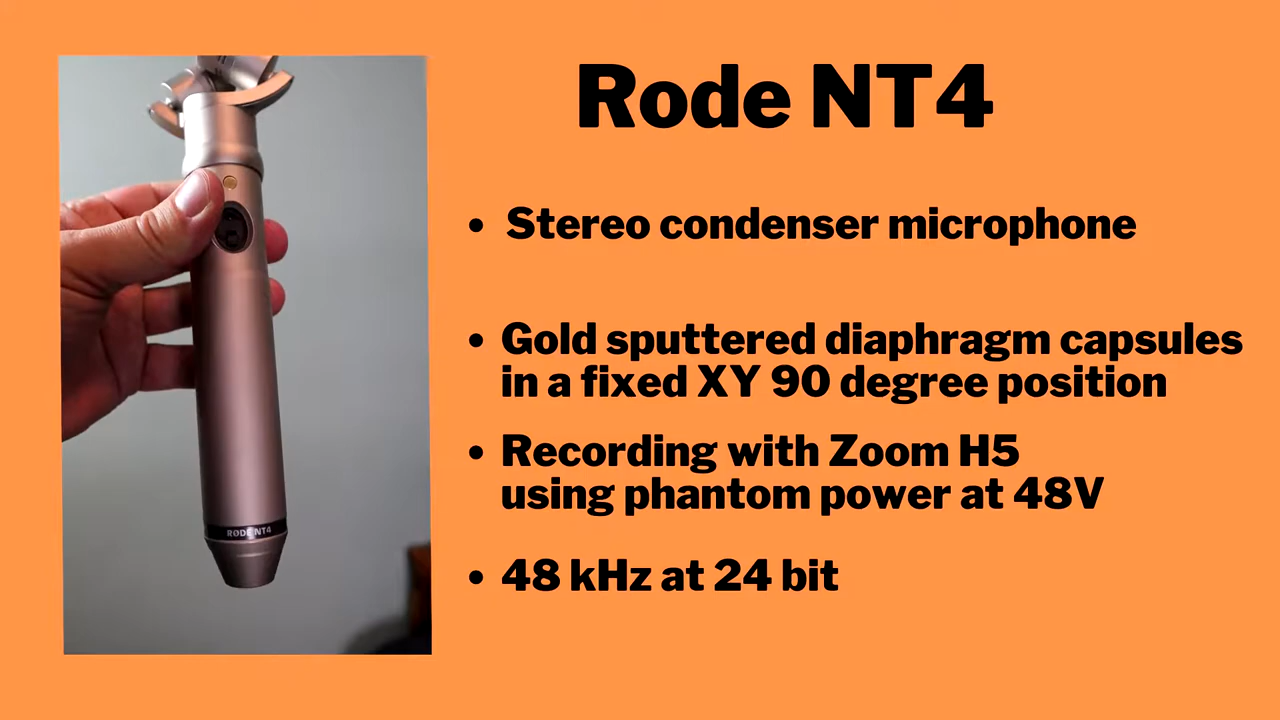 Rode NT4
• Stereo condenser microphone
• Gold sputtered diaphragm capsules
in a fixed XY 90 degree position
• Recording with Zoom H5
using phantom power at 48V
• 48 kHz at 24 bit
RØDE NT4